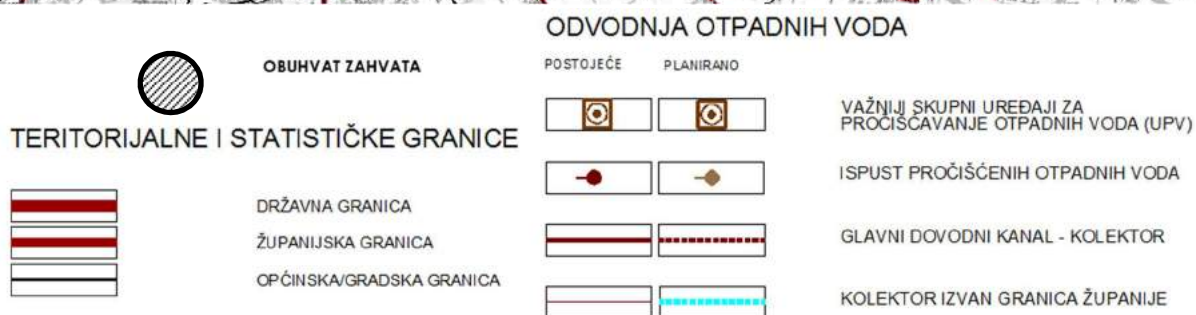 OBUHVAT ZAHVATA
TERITORIJALNE I STATISTIČKE GRANICE
DRŽAVNA GRANICA
ŽUPANIJSKA GRANICA
OPĆINSKA/GRADSKA GRANICA
ODVODNJA OTPADNIH VODA
POSTOJEĆE PLANIRANO
VAŽNIJI SKUPNI UREĐAJI ZA
PROČIŠĆAVANJE OTPADNIH VODA (UPV)
ISPUST PROČIŠĆENIH OTPADNIH VODA
GLAVNI DOVODNI KANAL - KOLEKTOR
KOLEKTOR IZVAN GRANICA ŽUPANIJE